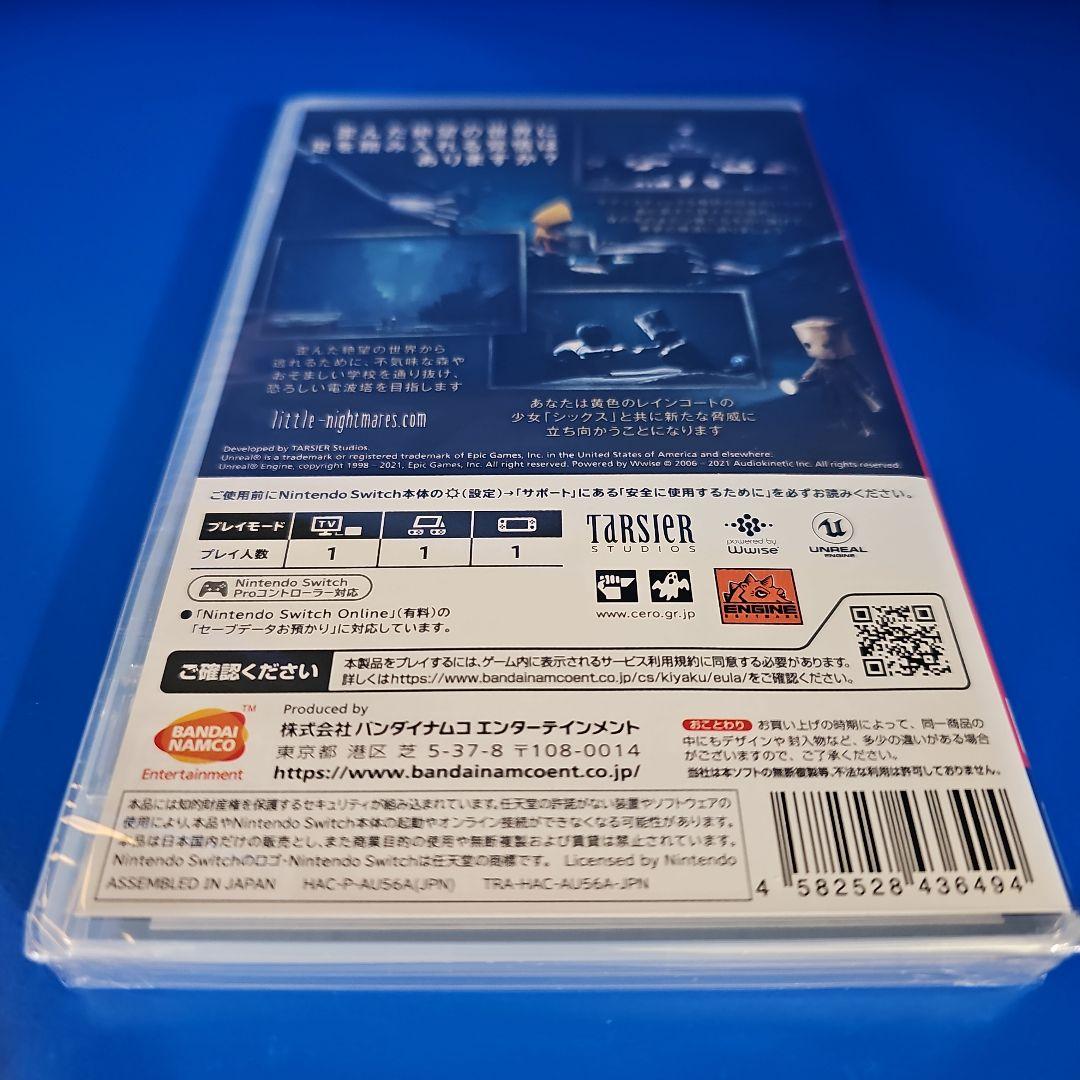 歪んだ絶望の世界に
足を踏み入れる覚悟は
ありますか?
歪んだ絶望の世界から
逃れるために、不気味な森や
おぞましい学校を通り抜け、
恐ろしい電波塔を目指します
little-nightmares.com
あなたは黄色のレインコートの
少女「シックス」と共に新たな脅威に
立ち向かうことになります
Developed by TARSIER Studios.
Unreal® is a trademark or registered trademark of Epic Games, Inc. in the United States of America and elsewhere.
Unreal® Engine, copyright 1998 – 2021, Epic Games, Inc. All right reserved. Powered by Wwise © 2006 – 2021 Audiokinetic Inc. All rights reserved.
ご使用前にNintendo Switch本体の(設定)→「サポート」にある「安全に使用するために」を必ずお読みください。
プレイモード TV
プレイ人数 1 1 1
TARSIER
STUDIOS
powered by
Wwise
UNREAL
ENGINE
Nintendo Switch
Proコントローラー対応
●「Nintendo Switch Online」(有料)の
「セーブデータお預かり」に対応しています。
www.cero.gr.jp
ENGINE
SOFTWARE
ご確認ください
本製品をプレイするには、ゲーム内に表示されるサービス利用規約に同意する必要があります。
詳しくはhttps://www.bandainamcoent.co.jp/cs/kiyaku/eula/をご確認ください。
BANDAI
NAMCO
TM
Entertainment
Produced by
株式会社 バンダイナムコ エンターテインメント
東京都 港区 芝 5-37-8 〒108-0014
https://www.bandainamcoent.co.jp/
おことわり お買い上げの時期によって、同一商品の
中にもデザインや封入物など、多少の違いがある場合
がございますので、ご了承ください。
当社は本ソフトの無断複製等、不法な利用は許可しておりません。
本品には知的財産権を保護するセキュリティが組み込まれています。任天堂の許諾がない装置やソフトウェアの
使用により、本品やNintendo Switch本体の起動やオンライン接続ができなくなる可能性があります。
本品は日本国内だけの販売とし、また商業目的の使用や無断複製および賃貸は禁止されています。
Nintendo Switchのロゴ・Nintendo Switchは任天堂の商標です。 Licensed by Nintendo
ASSEMBLED IN JAPAN HAC-P-AU56A(JPN) TRA-HAC-AU56A-JPN
4 582528 436494